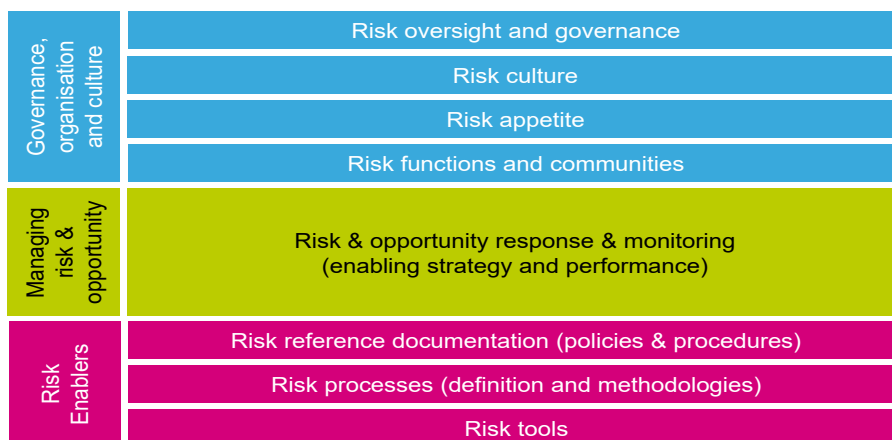 Governance,
organisation
and culture
Risk oversight and governance
Risk culture
Risk appetite
Risk functions and communities
Managing
risk &
opportunity
Risk & opportunity response & monitoring
(enabling strategy and performance)
Risk
Enablers
Risk reference documentation (policies & procedures)
Risk processes (definition and methodologies)
Risk tools